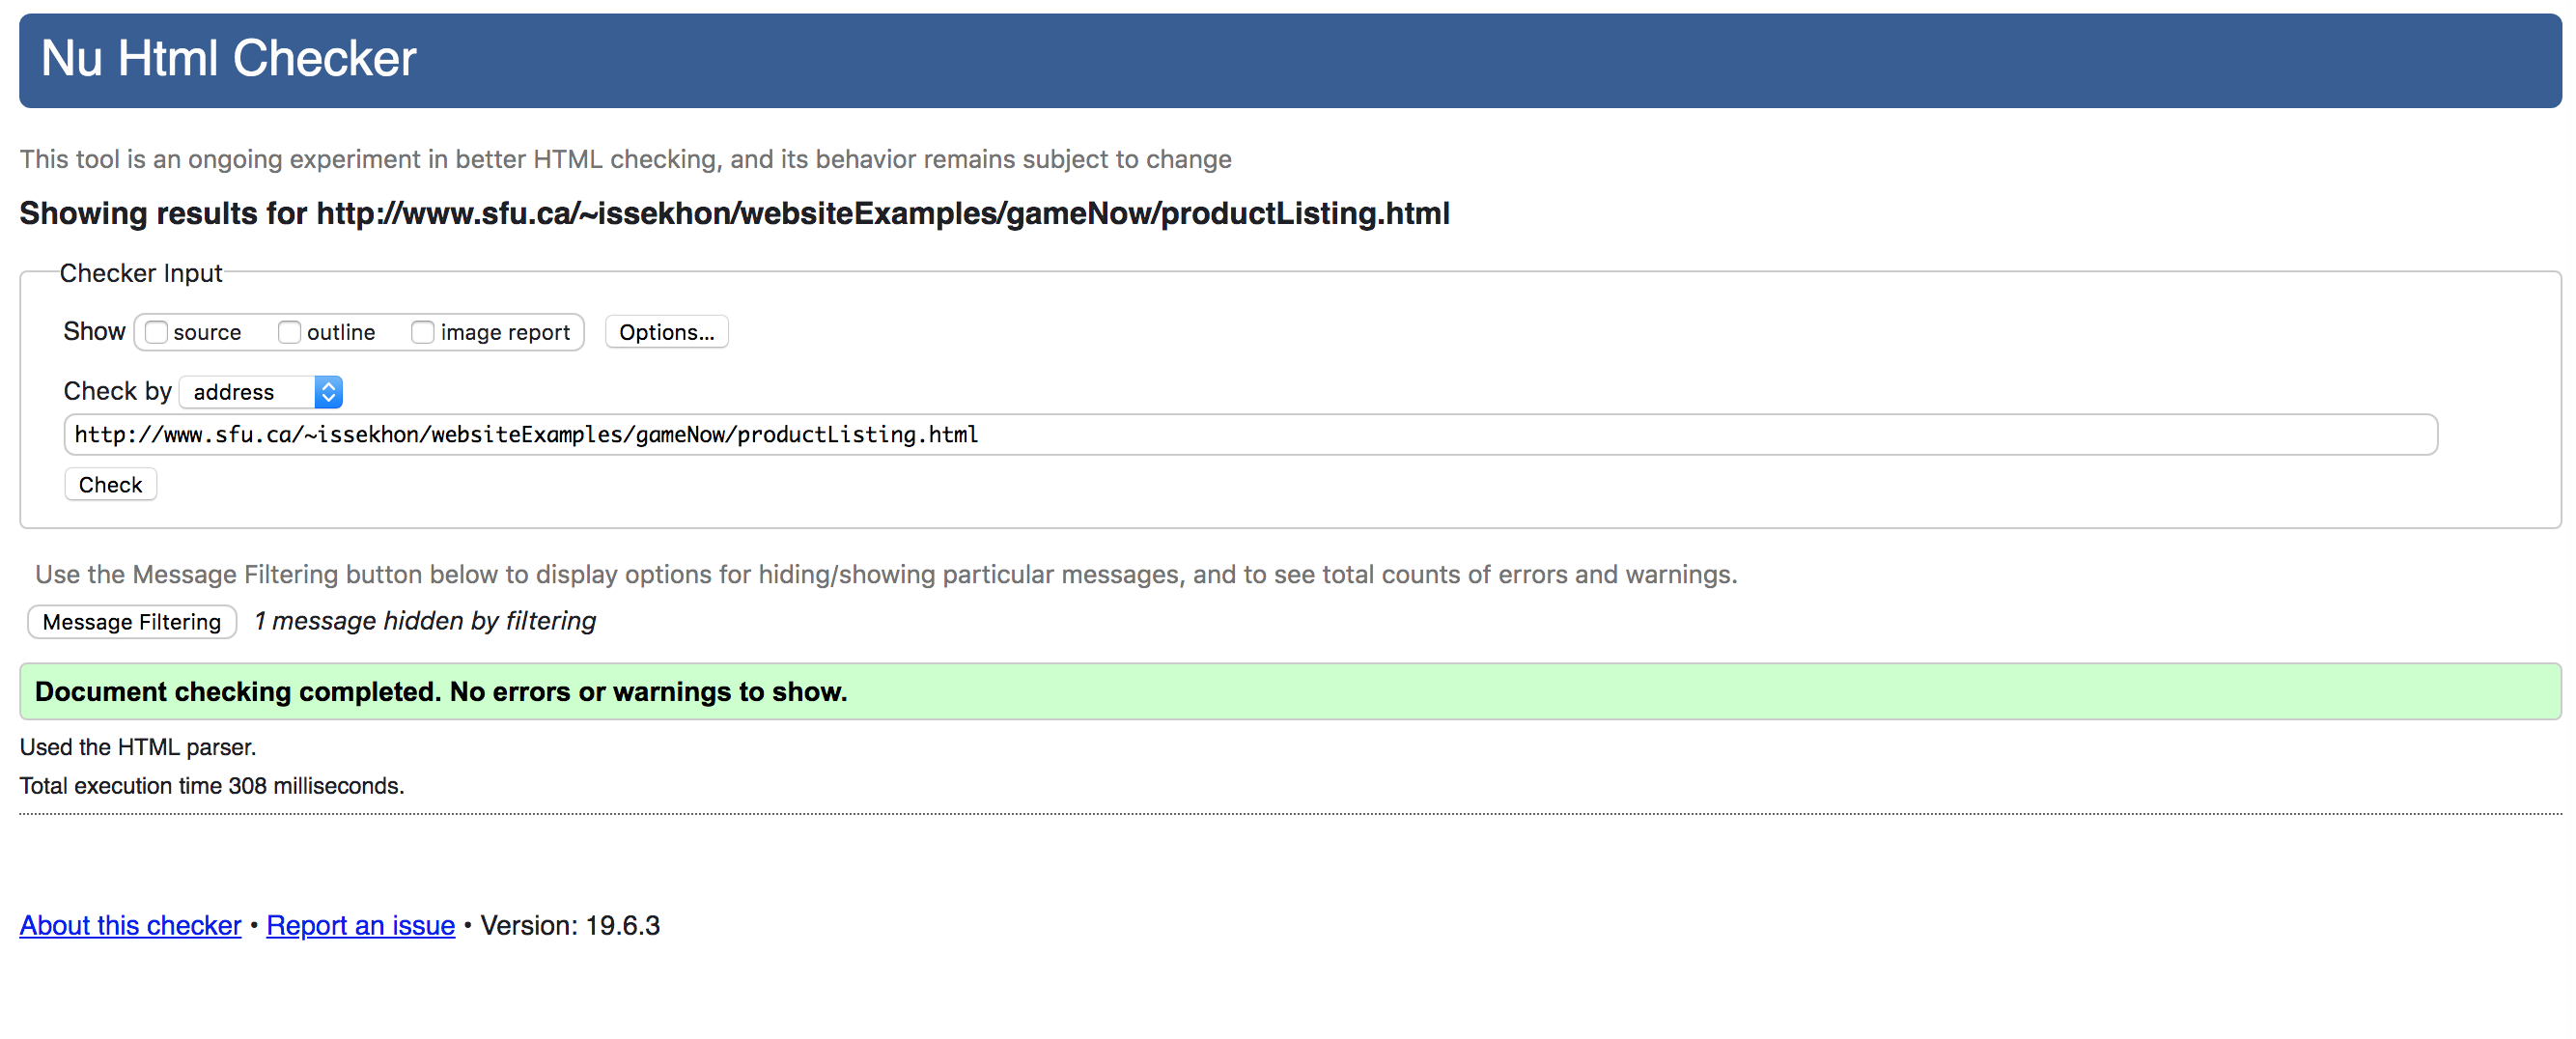 Nu Html Checker
This tool is an ongoing experiment in better HTML checking, and its behavior remains subject to change
Showing results for http://www.sfu.ca/~issekhon/websiteExamples/gameNow/productListing.html
Checker Input
Show source outline image report Options...
Check by address
http://www.sfu.ca/~issekhon/websiteExamples/gameNow/productListing.html
Check
Use the Message Filtering button below to display options for hiding/showing particular messages, and to see total counts of errors and warnings.
Message Filtering 1 message hidden by filtering
Document checking completed. No errors or warnings to show.
Used the HTML parser.
Total execution time 308 milliseconds.
About this checker • Report an issue • Version: 19.6.3